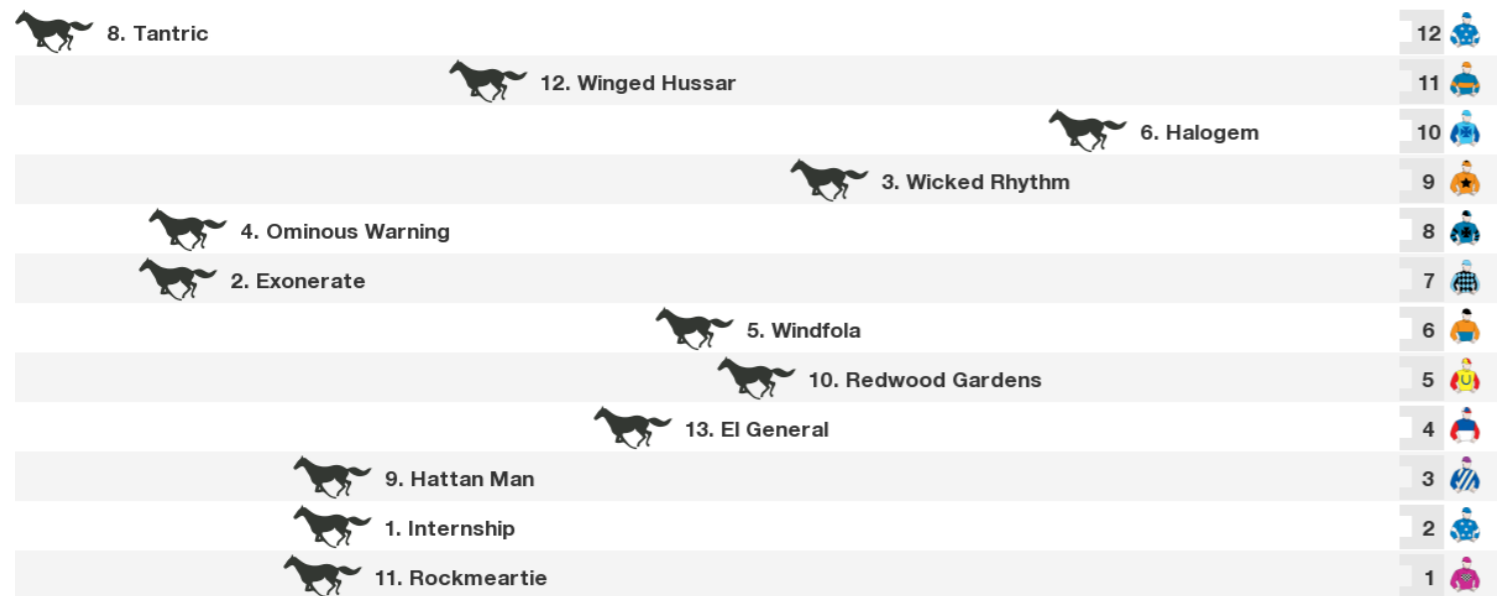 8. Tantric 12
12. Winged Hussar 11
6. Halogem 10
3. Wicked Rhythm 9
4. Ominous Warning 8
2. Exonerate 7
5. Windfola 6
10. Redwood Gardens 5
13. El General 4
9. Hattan Man 3
1. Internship 2
11. Rockmeartie 1